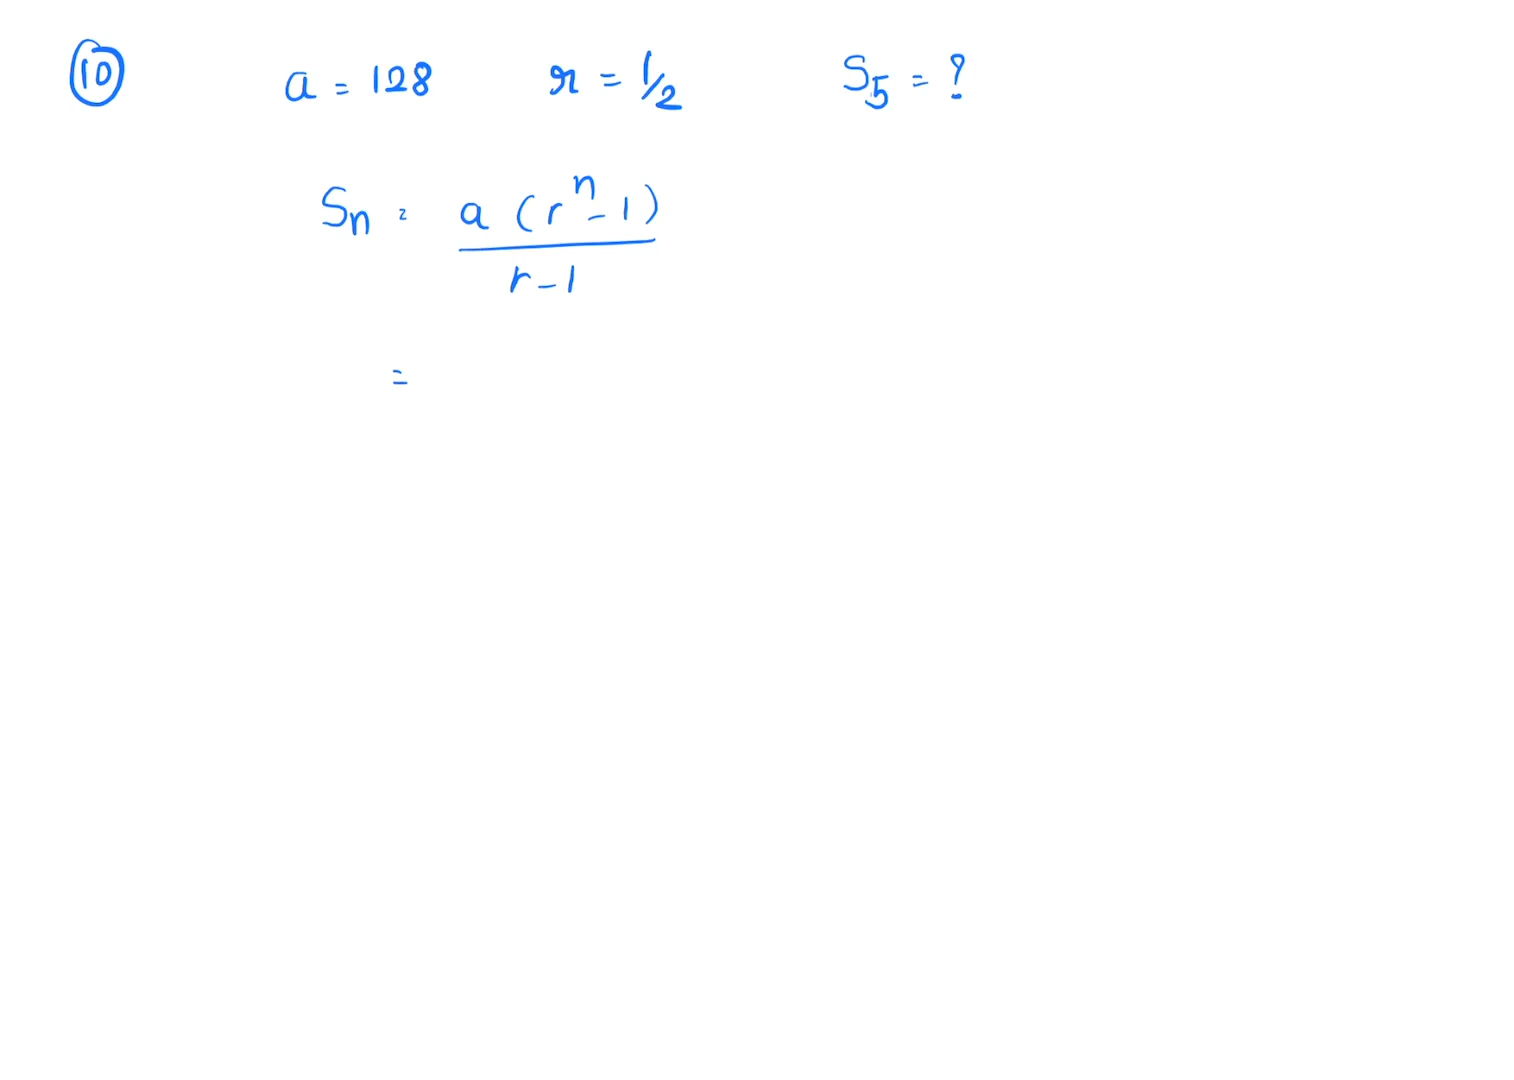 10 a = 128 r = 1/2 S5 = ?
Sn = a (r^n - 1)
r - 1
=